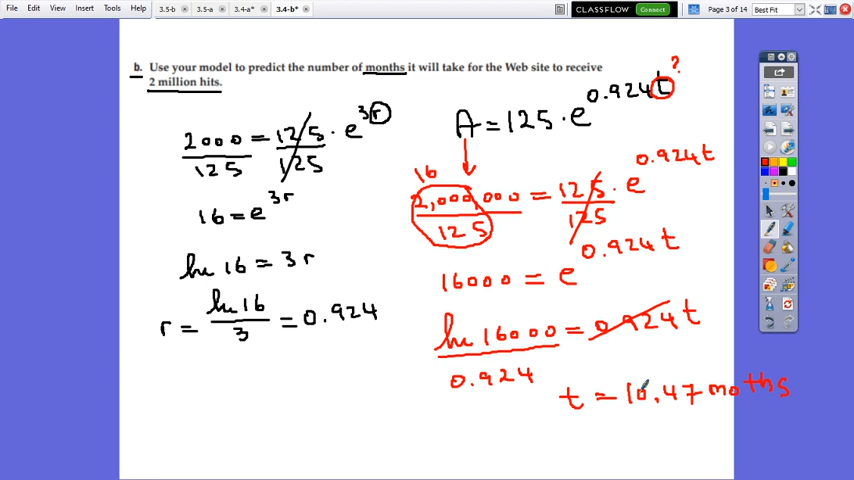 File Edit View Insert Tools Help 3.5-b 3.5-a 3.4-a* 3.4-b* CLASSFLOW Connect Page 3 of 14 Best Fit
b. Use your model to predict the number of months it will take for the Web site to receive
2 million hits.
2000/125 = 125/125 · e^3r
16 = e^3r
ln 16 = 3r
r = ln 16/3 = 0.924
A = 125 · e^0.924t ?
16
2,000,000/125 = 125/125 · e^0.924t
16000 = e^0.924t
ln 16000/0.924 = 0.924t
t = 10.47 moths